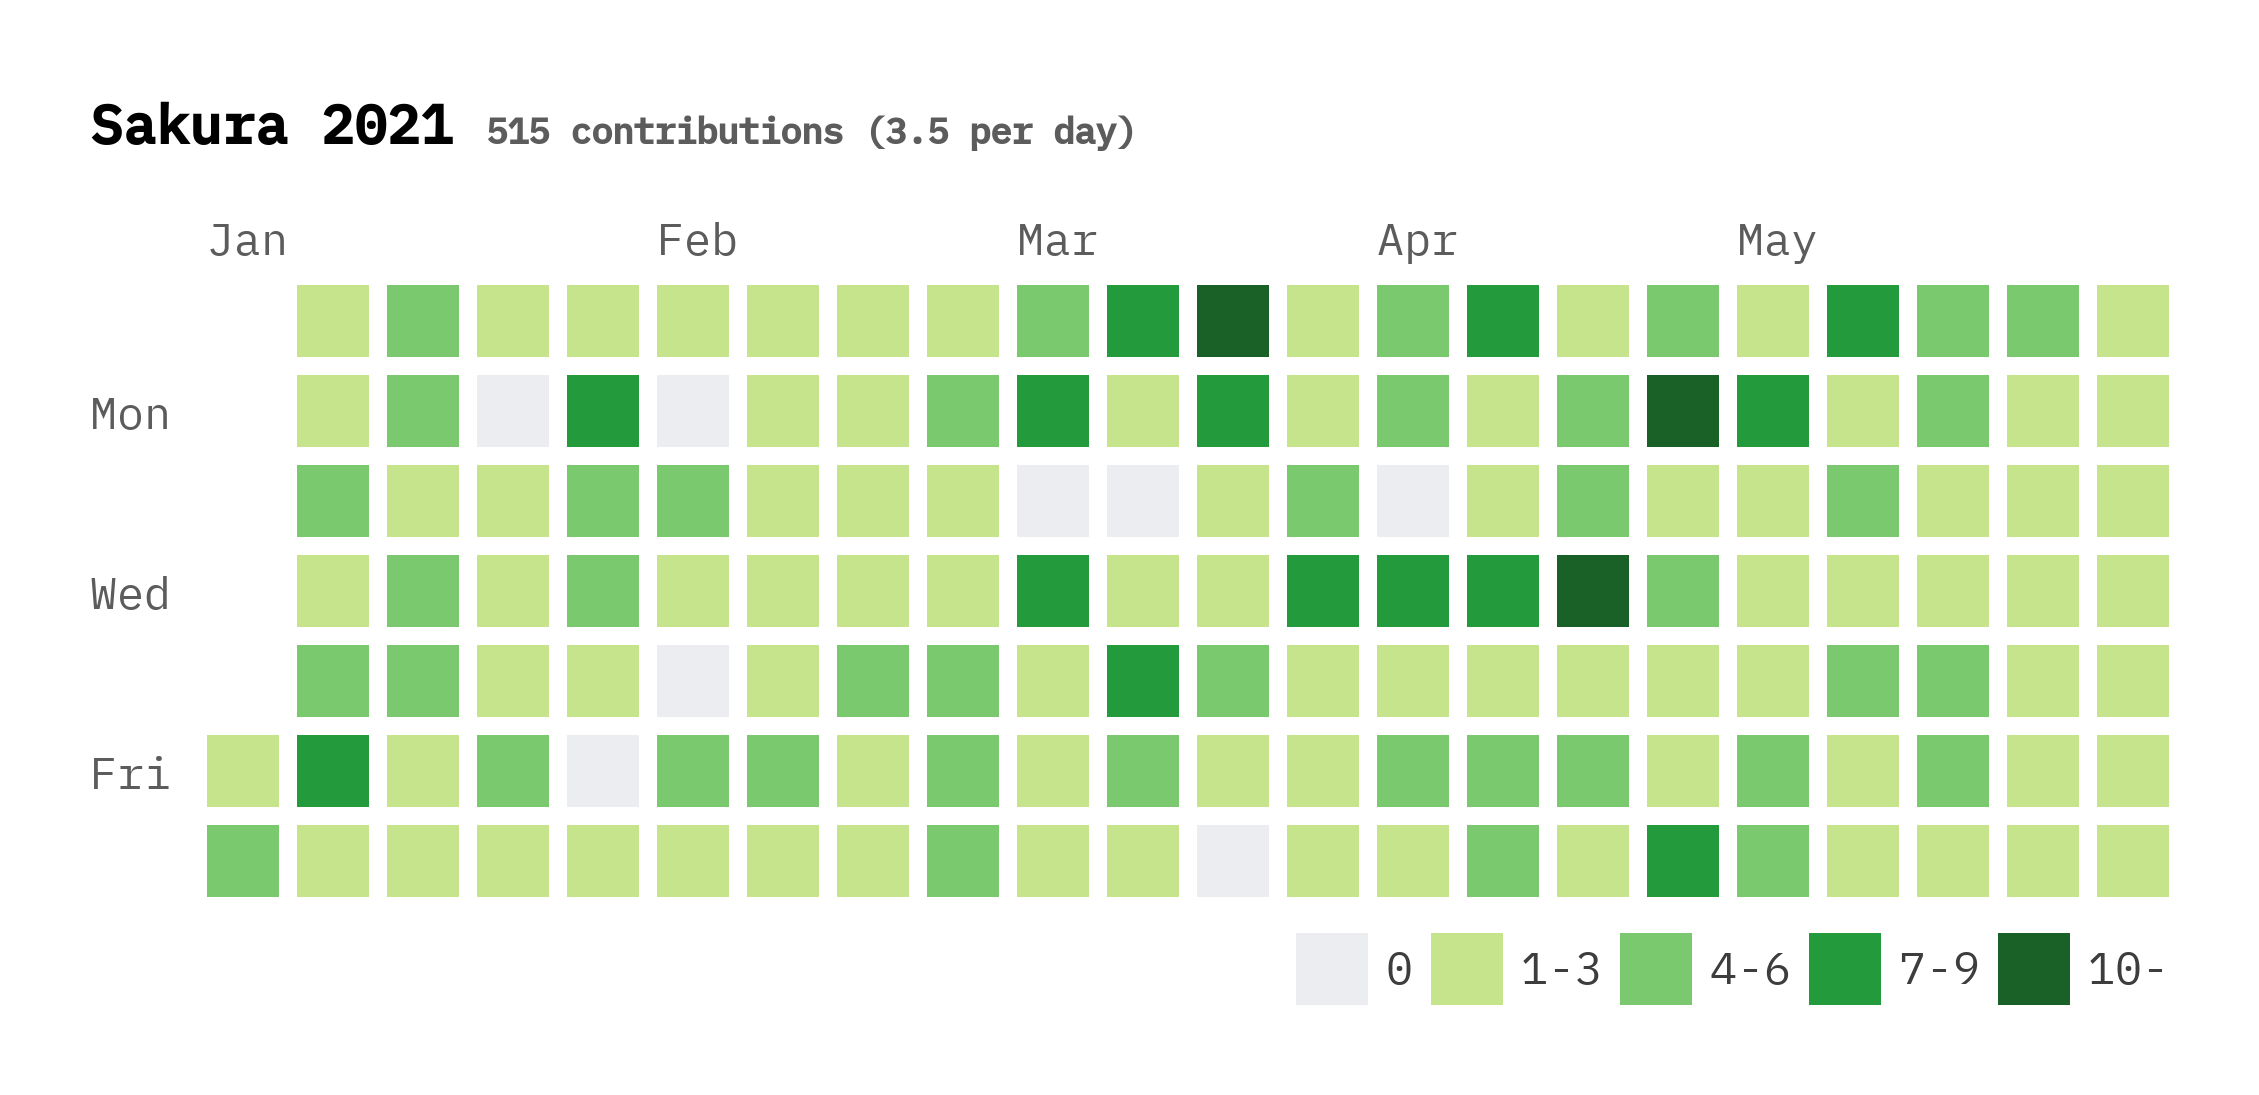 Sakura 2021 515 contributions (3.5 per day)
Jan Feb Mar Apr May
Mon
Wed
Fri
0 1-3 4-6 7-9 10-